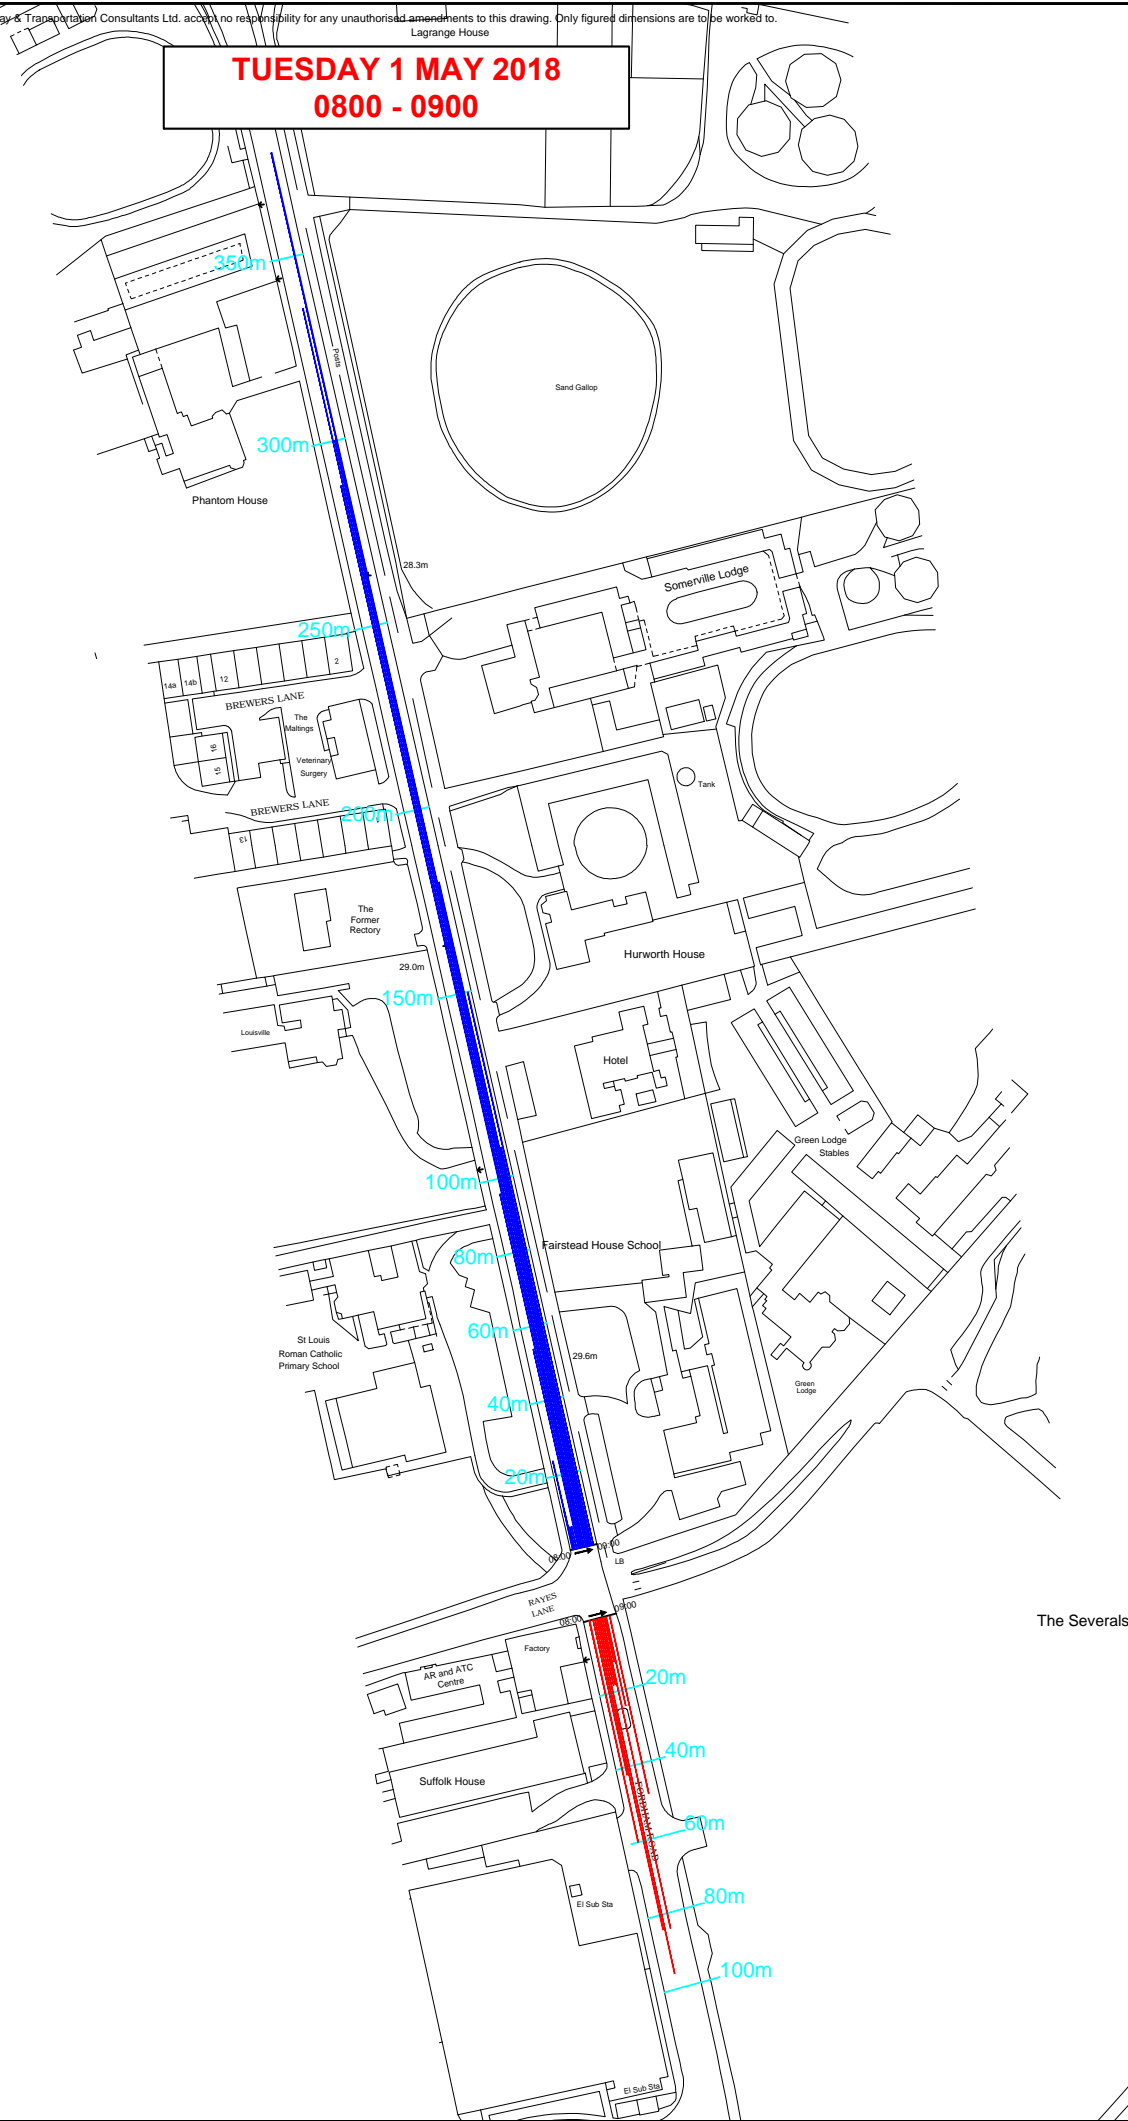 ay & Transportation Consultants Ltd. accept no responsibility for any unauthorised amendments to this drawing. Only figured dimensions are to be worked to.
Lagrange House
TUESDAY 1 MAY 2018
0800 - 0900
350m
Posts
Sand Gallop
300m
Phantom House
28.3m
Somerville Lodge
250m
2
14a
14b
12
BREWERS LANE
The
Maltings
16
15
Veterinary
Surgery
Tank
BREWERS LANE
200m
13
The
Former
Rectory
Hurworth House
29.0m
150m
Louisville
Hotel
Green Lodge
Stables
100m
Fairstead House School
80m
60m
St Louis
Roman Catholic
Primary School
29.6m
Green
Lodge
40m
20m
08:00
09:00
LB
RAYES
LANE
08:00
09:00
The Severals
Factory
AR and ATC
Centre
20m
40m
Suffolk House
FORDHAM ROAD
60m
80m
El Sub Sta
100m
El Sub Sta